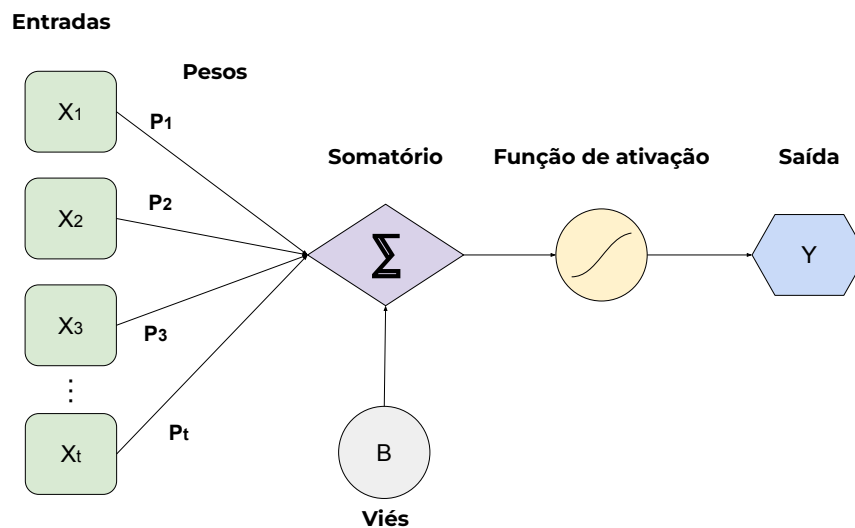 Entradas
Pesos
X1
P1
Somatório
Função de ativação
Saída
X2
P2
Σ
Y
X3
P3
⋮
Xt
Pt
B
Viés